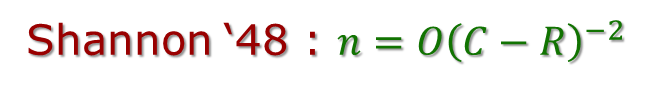 Shannon ‘48 : n = O(C − R)⁻²